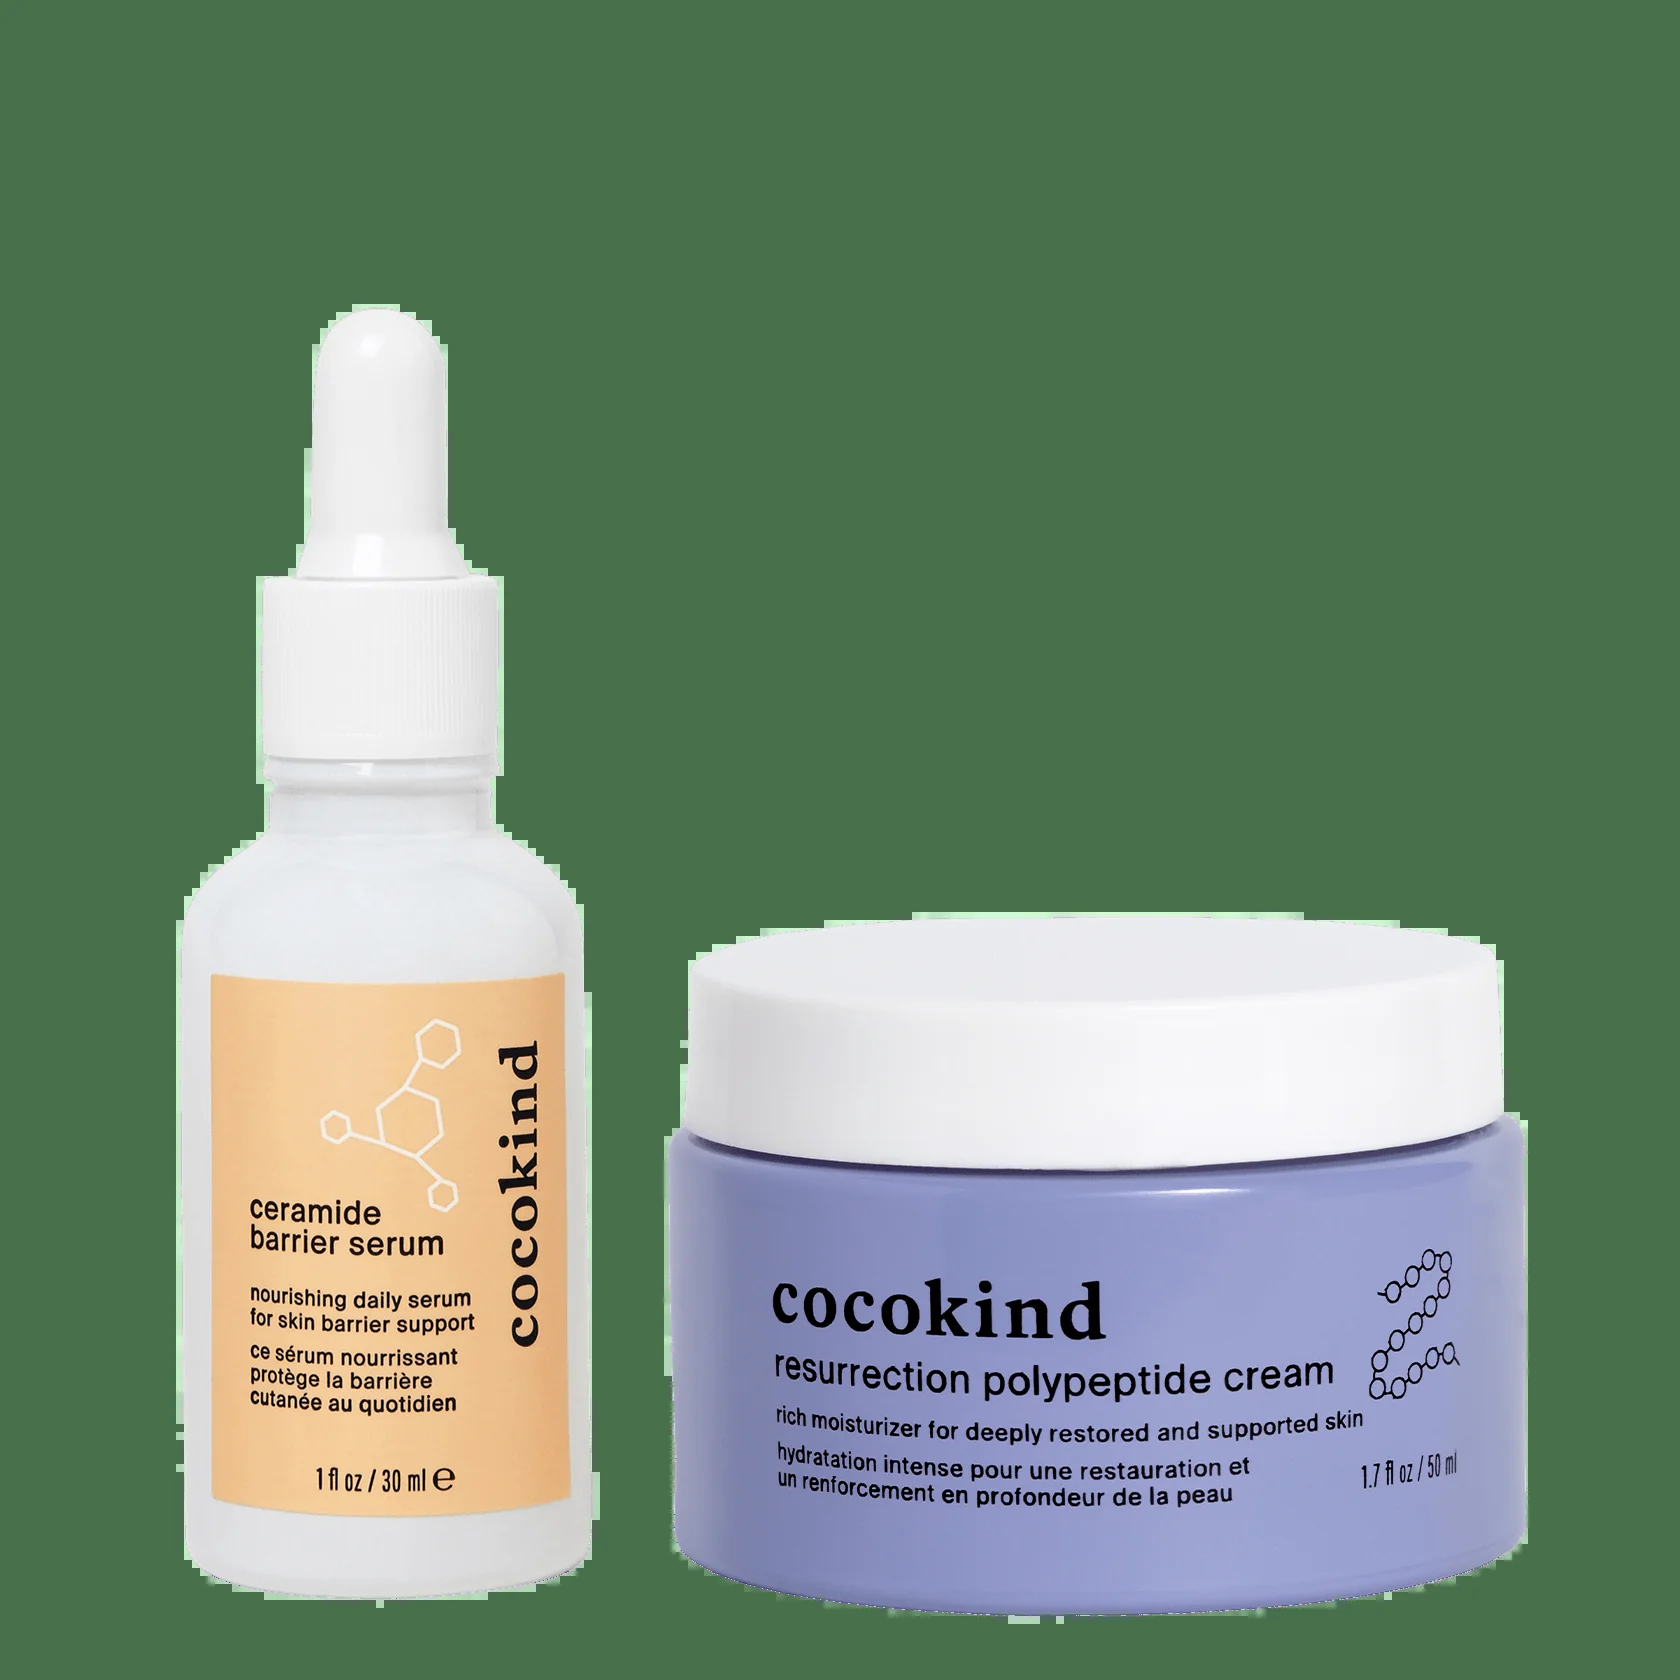 ceramide
barrier serum
nourishing daily serum
for skin barrier support
ce sérum nourrissant
protège la barrière
cutanée au quotidien
1 fl oz / 30 ml e
cocokind
cocokind
resurrection polypeptide cream
rich moisturizer for deeply restored and supported skin
hydratation intense pour une restauration et
un renforcement en profondeur de la peau
1.7 fl oz / 50 ml